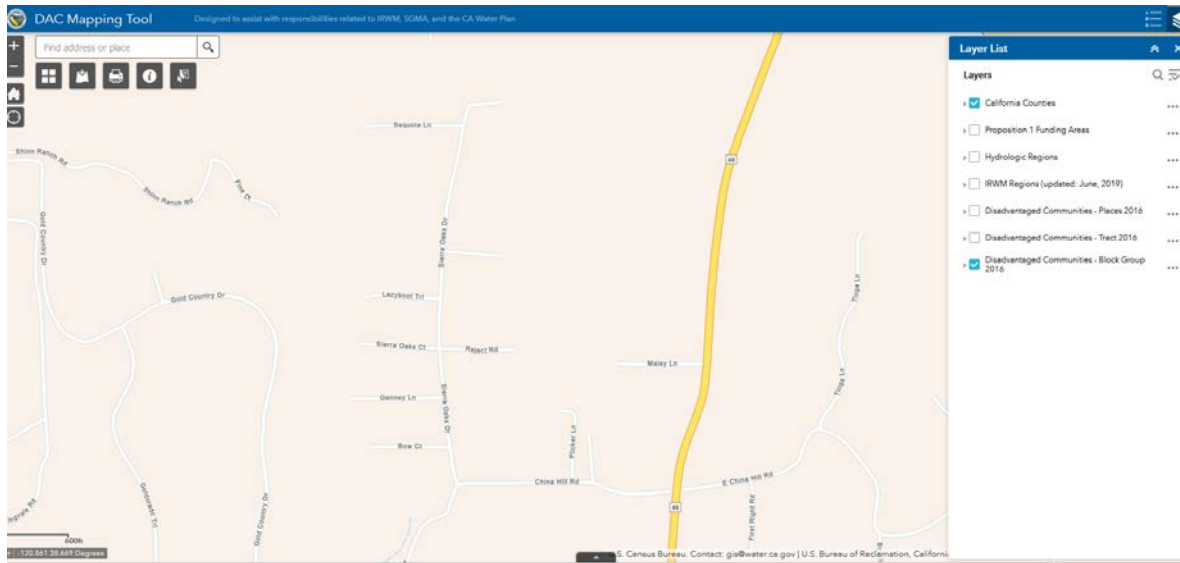 DAC Mapping Tool
Designed to assist with responsibilities related to IRWM, SGMA, and the CA Water Plan
Find address or place
Layer List
Layers
California Counties
Proposition 1 Funding Areas
Hydrologic Regions
IRWM Regions (updated: June, 2019)
Disadvantaged Communities - Places 2016
Disadvantaged Communities - Tract 2016
Disadvantaged Communities - Block Group
2016
Sequoia Ln
Shinn Ranch Rd
Shinn Ranch Rd
Pine Ct
49
Gold Country Dr
Sierra Oaks Dr
Tioga Ln
Lazyboot Trl
Gold Country Dr
Sierra Oaks Ct
Reject Rd
Maisy Ln
Tioga Ln
Sierra Oaks Dr
Bow Ct
Flicker Ln
China Hill Rd
E China Hill Rd
Gold Country Dr
49
First Right Rd
600ft
-120.861 38.669 Degrees
U.S. Census Bureau. Contact: gis@water.ca.gov | U.S. Bureau of Reclamation, Californi